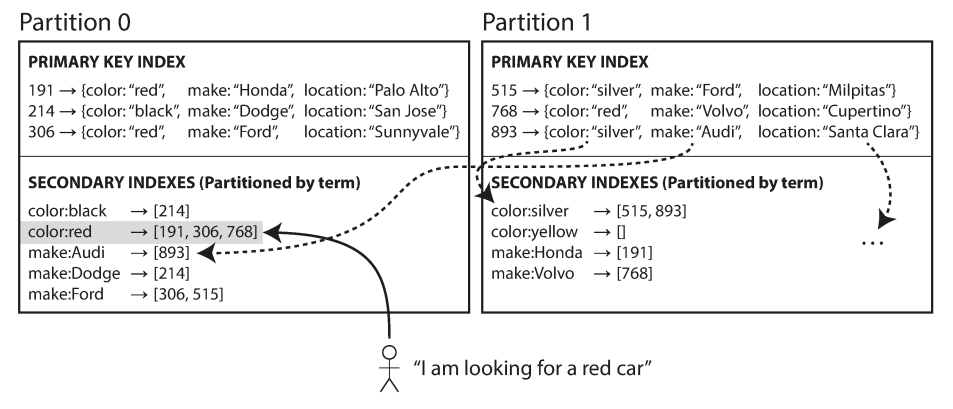 Partition 0
PRIMARY KEY INDEX
191 → {color: “red”, make: “Honda”, location: “Palo Alto”}
214 → {color: “black”, make: “Dodge”, location: “San Jose”}
306 → {color: “red”, make: “Ford”, location: “Sunnyvale”}
SECONDARY INDEXES (Partitioned by term)
color:black → [214]
color:red → [191, 306, 768]
make:Audi → [893]
make:Dodge → [214]
make:Ford → [306, 515]
Partition 1
PRIMARY KEY INDEX
515 → {color: “silver”, make: “Ford”, location: “Milpitas”}
768 → {color: “red”, make: “Volvo”, location: “Cupertino”}
893 → {color: “silver”, make: “Audi”, location: “Santa Clara”}
SECONDARY INDEXES (Partitioned by term)
color:silver → [515, 893]
color:yellow → []
make:Honda → [191]
make:Volvo → [768]
...
“I am looking for a red car”